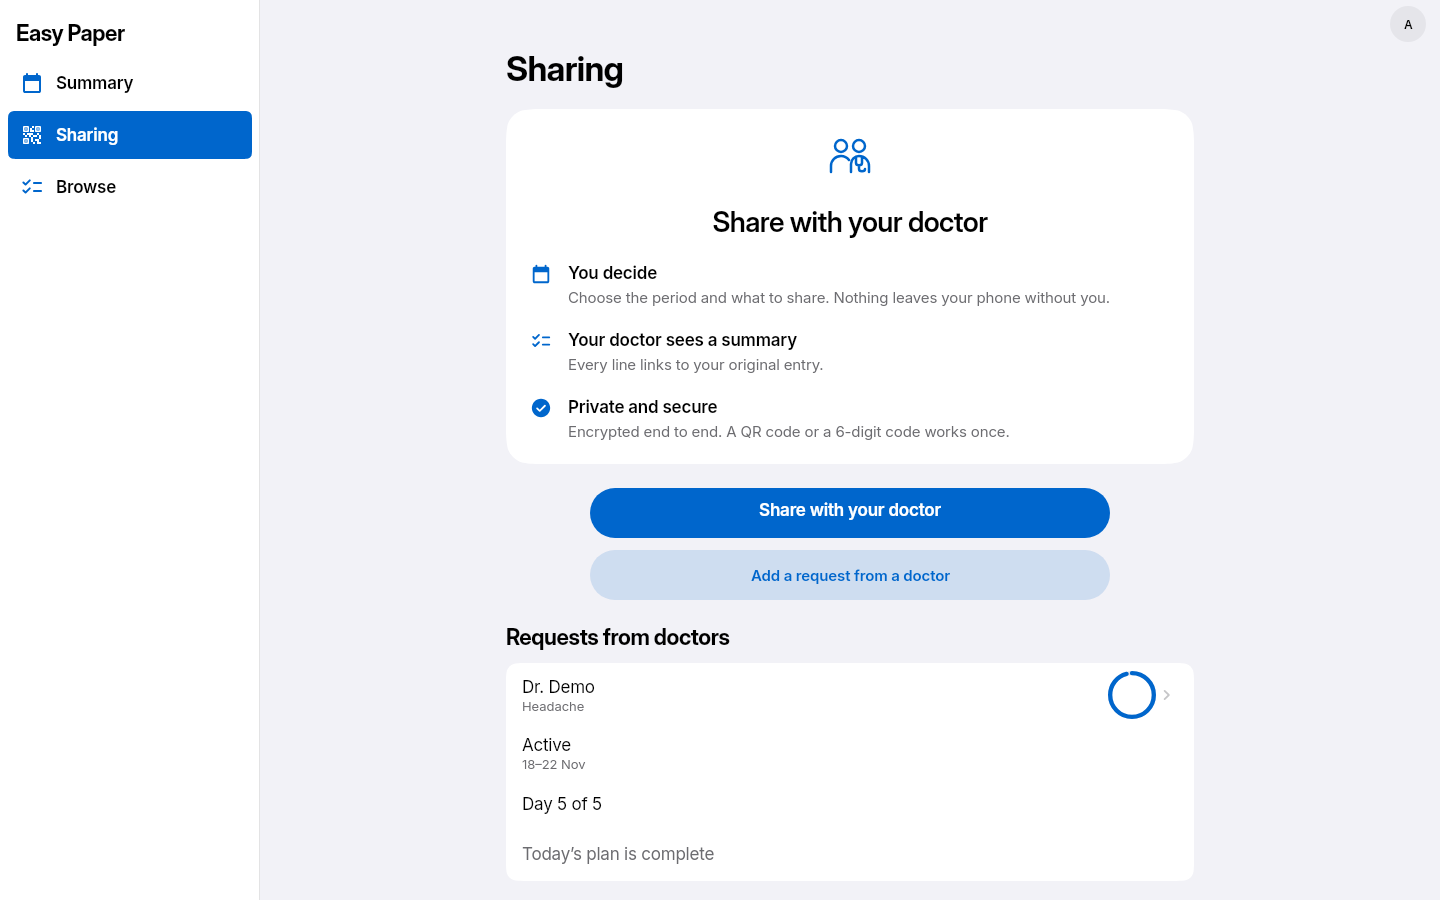 Easy Paper
A
Summary
Sharing
Browse
Sharing
Share with your doctor
You decide
Choose the period and what to share. Nothing leaves your phone without you.
Your doctor sees a summary
Every line links to your original entry.
Private and secure
Encrypted end to end. A QR code or a 6-digit code works once.
Share with your doctor
Add a request from a doctor
Requests from doctors
Dr. Demo
Headache
Active
18–22 Nov
Day 5 of 5
Today’s plan is complete